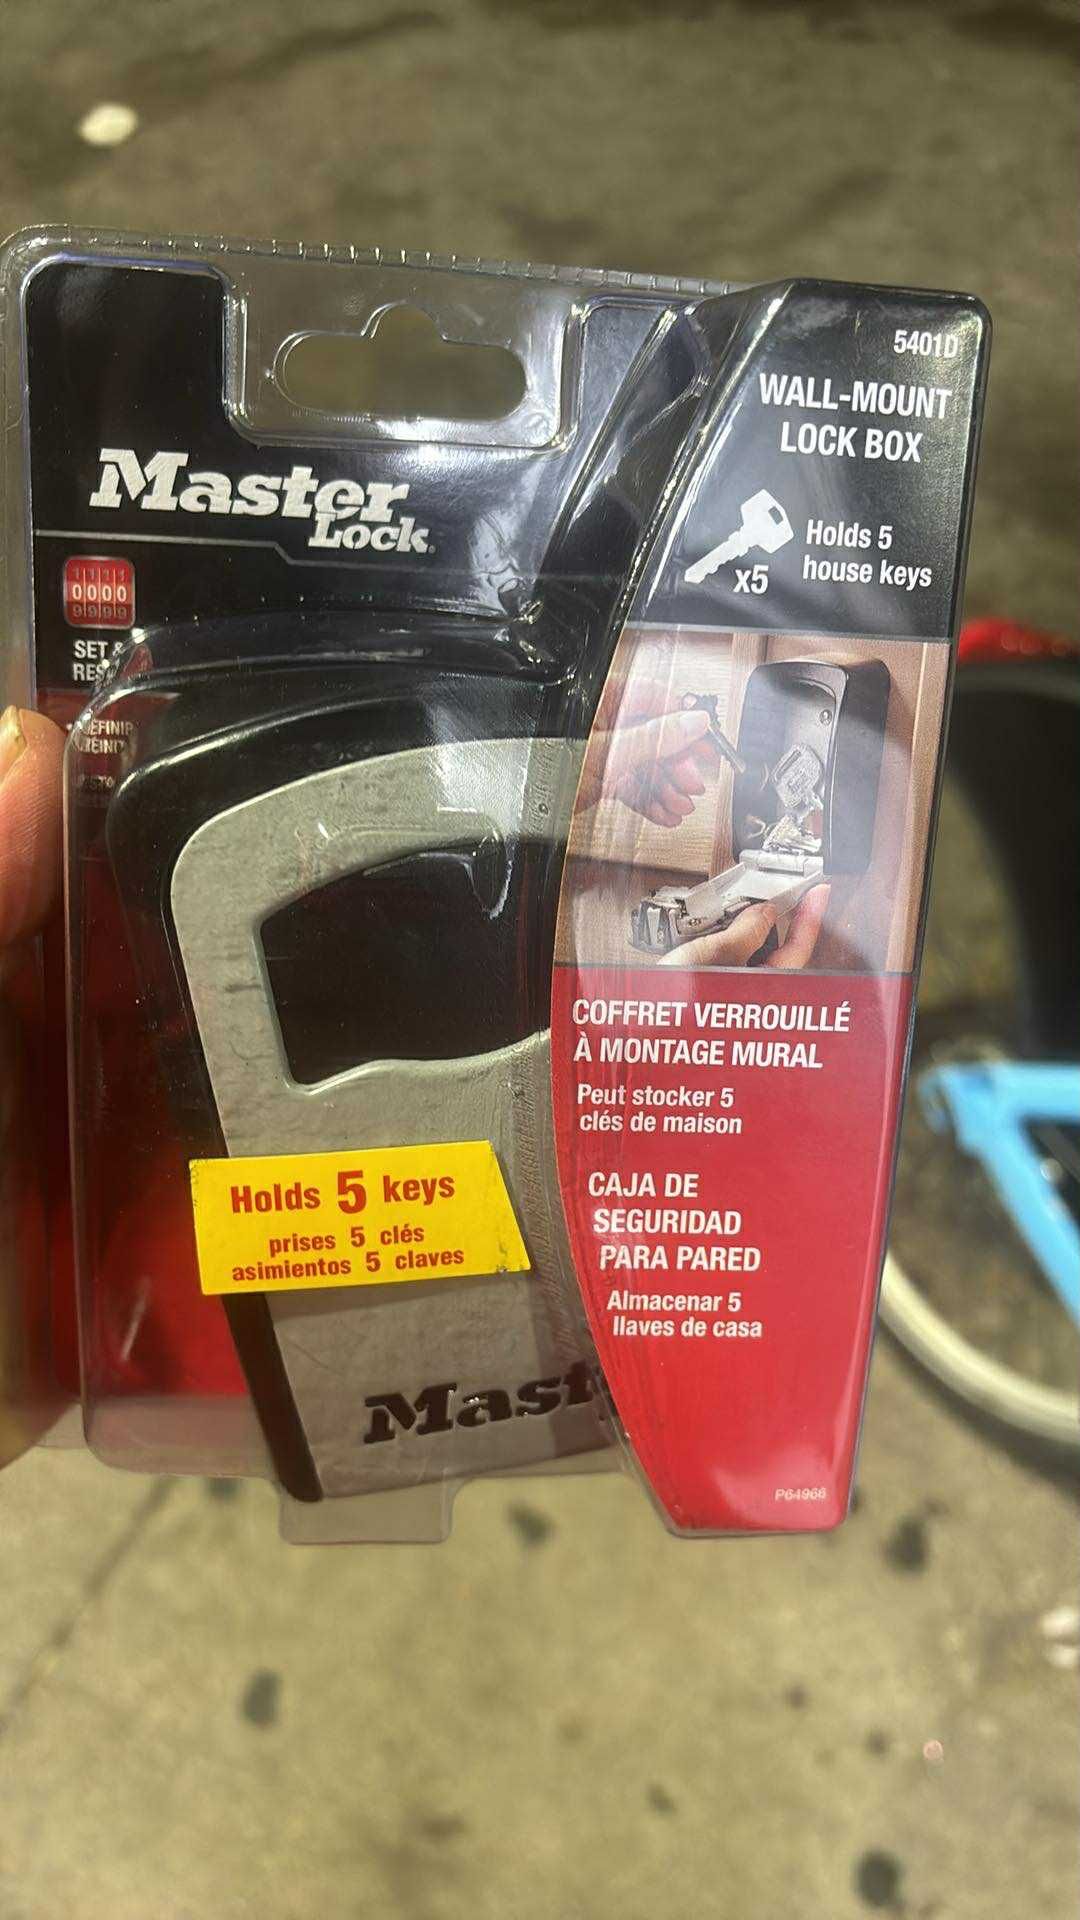 5401D
WALL-MOUNT
LOCK BOX
x5
Holds 5
house keys
Master
Lock
0000
SET &
Holds 5 keys
prises 5 clés
asimientos 5 claves
COFFRET VERROUILLÉ
À MONTAGE MURAL
Peut stocker 5
clés de maison
CAJA DE
SEGURIDAD
PARA PARED
Almacenar 5
llaves de casa
Mast
P64966